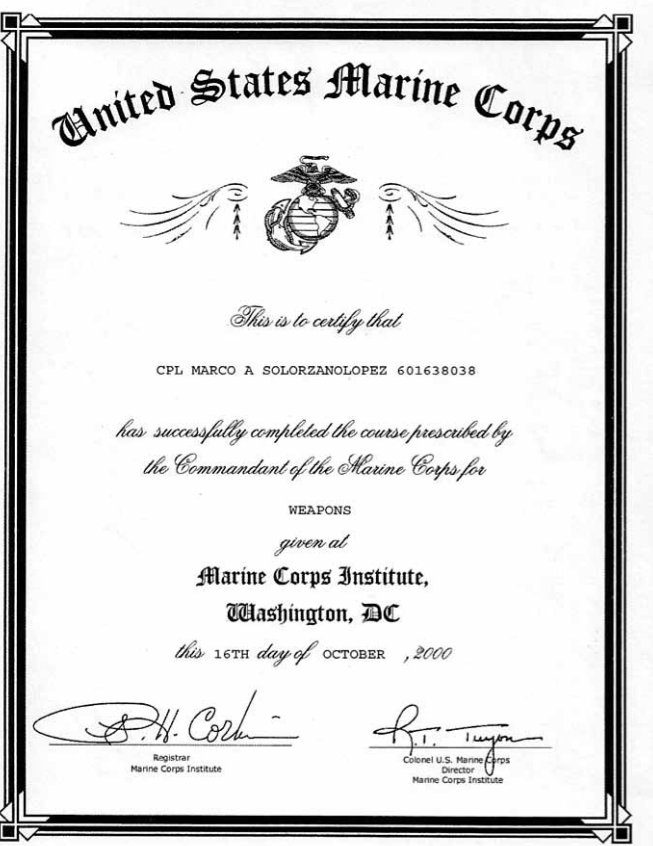 United States Marine Corps
This is to certify that
CPL MARCO A SOLORZANOLOPEZ 601638038
has successfully completed the course prescribed by
the Commandant of the Marine Corps for
WEAPONS
given at
Marine Corps Institute,
Washington, DC
this 16TH day of OCTOBER , 2000
Registrar
Marine Corps Institute
Colonel U.S. Marine Corps
Director
Marine Corps Institute